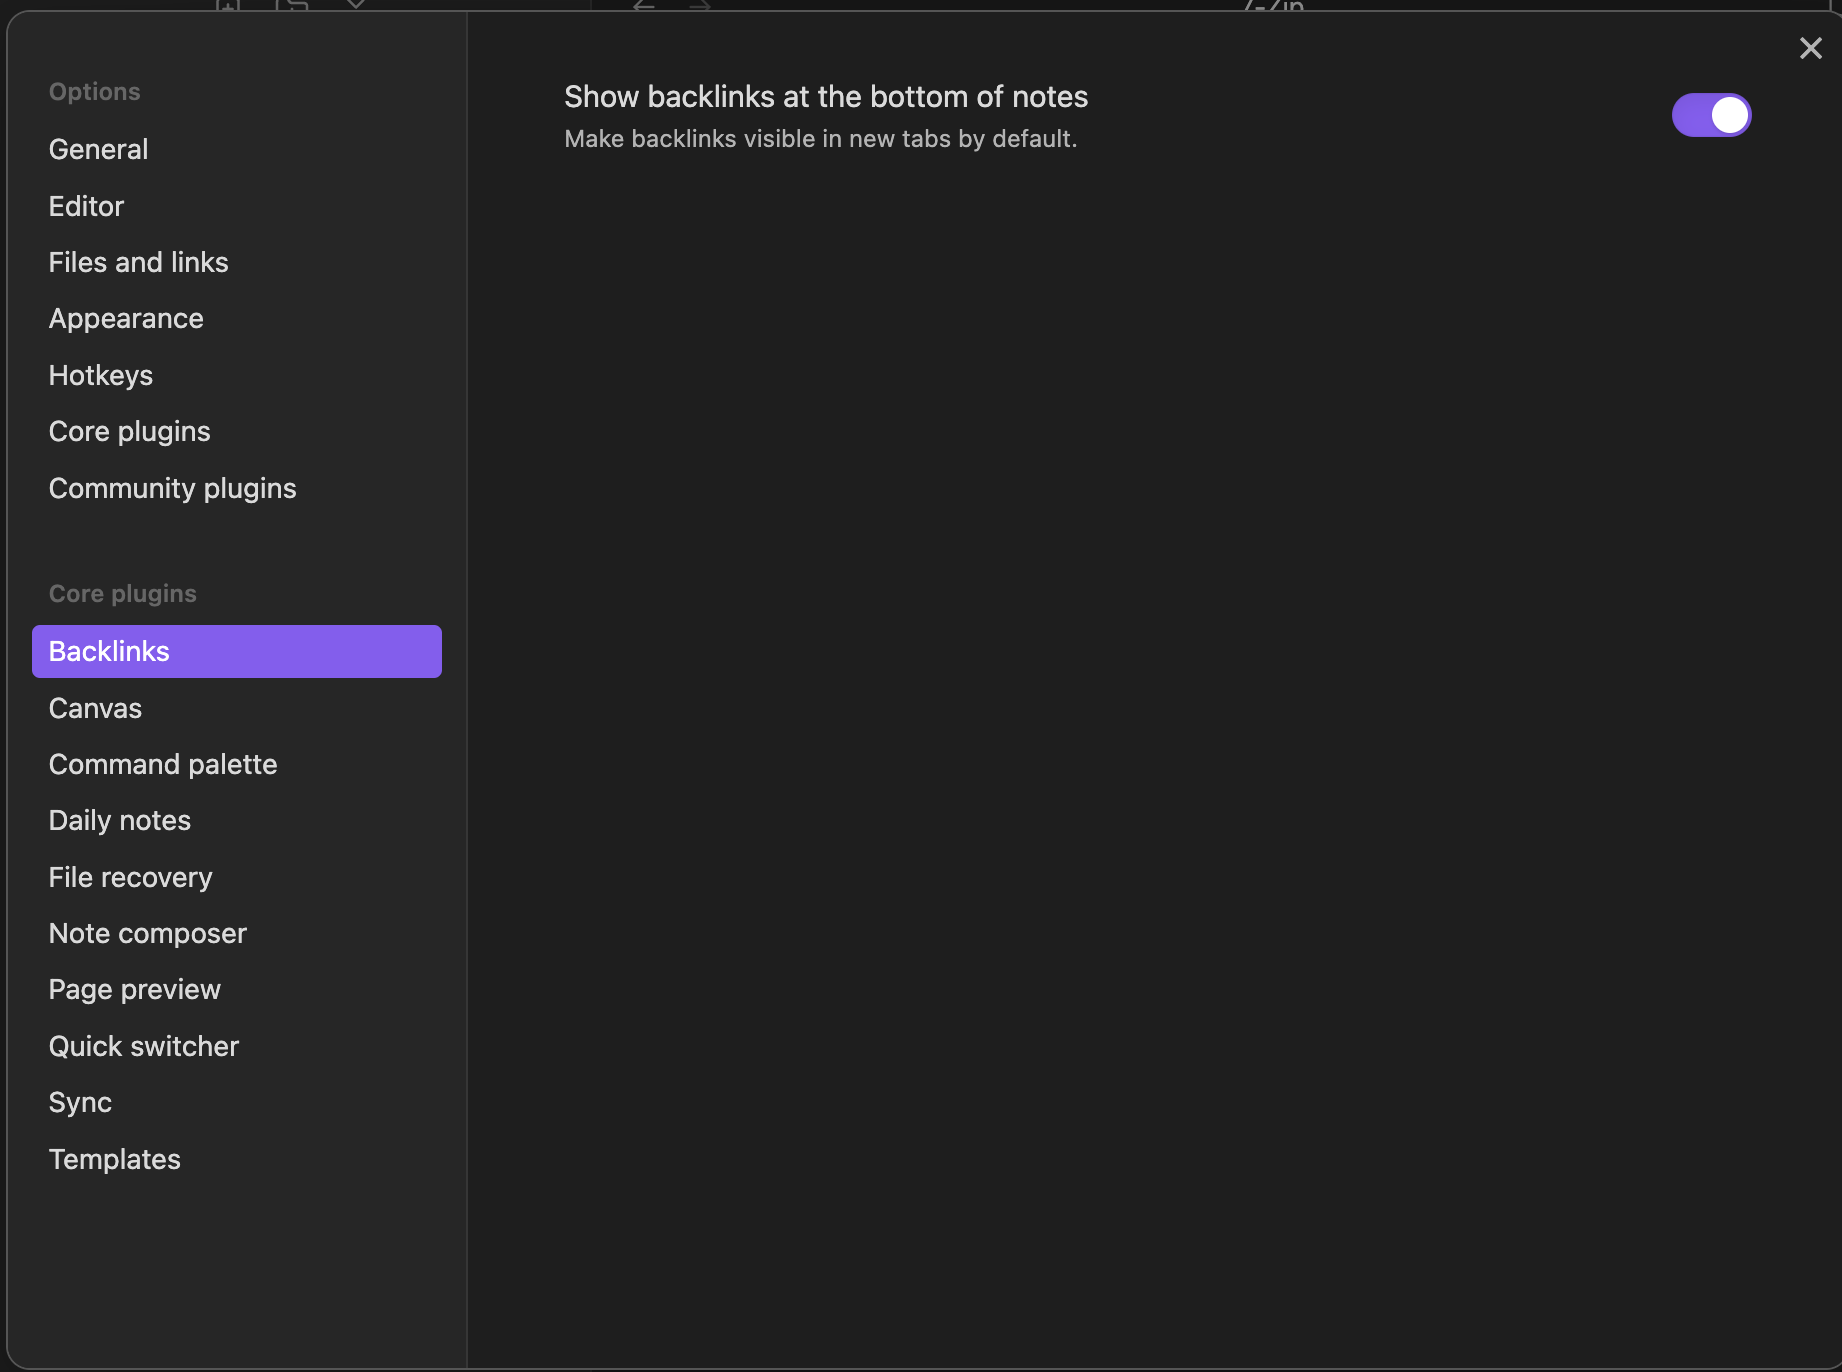 Options
General
Editor
Files and links
Appearance
Hotkeys
Core plugins
Community plugins
Core plugins
Backlinks
Canvas
Command palette
Daily notes
File recovery
Note composer
Page preview
Quick switcher
Sync
Templates
Show backlinks at the bottom of notes
Make backlinks visible in new tabs by default.